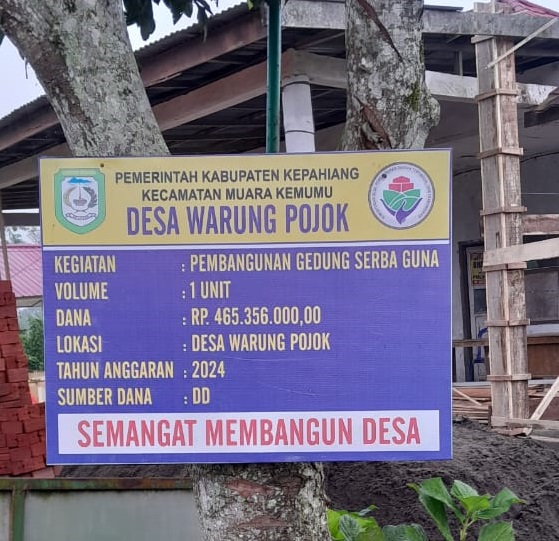 PEMERINTAH KABUPATEN KEPAHIANG
KECAMATAN MUARA KEMUMU
DESA WARUNG POJOK
KEGIATAN : PEMBANGUNAN GEDUNG SERBA GUNA
VOLUME : 1 UNIT
DANA : RP. 465.356.000,00
LOKASI : DESA WARUNG POJOK
TAHUN ANGGARAN : 2024
SUMBER DANA : DD
SEMANGAT MEMBANGUN DESA